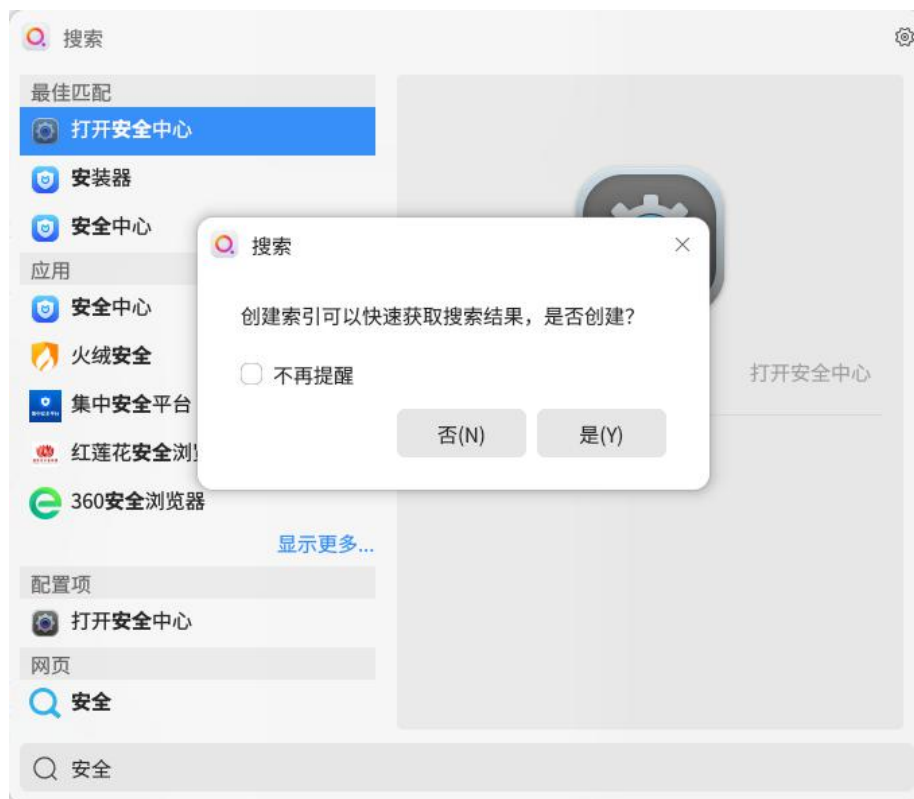 搜索
最佳匹配
打开安全中心
安装器
安全中心
应用
安全中心
火绒安全
集中安全平台
红莲花安全浏
360安全浏览器
显示更多...
配置项
打开安全中心
网页
安全
安全
打开安全中心
搜索
创建索引可以快速获取搜索结果，是否创建？
不再提醒
否(N)
是(Y)